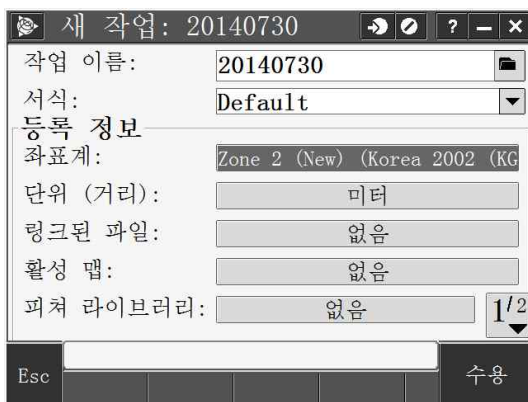 새 작업: 20140730 ? – ×
작업 이름: 20140730
서식: Default
등록 정보
좌표계: Zone 2 (New) (Korea 2002 (KG
단위 (거리): 미터
링크된 파일: 없음
활성 맵: 없음
피쳐 라이브러리: 없음 1/2
Esc 수용